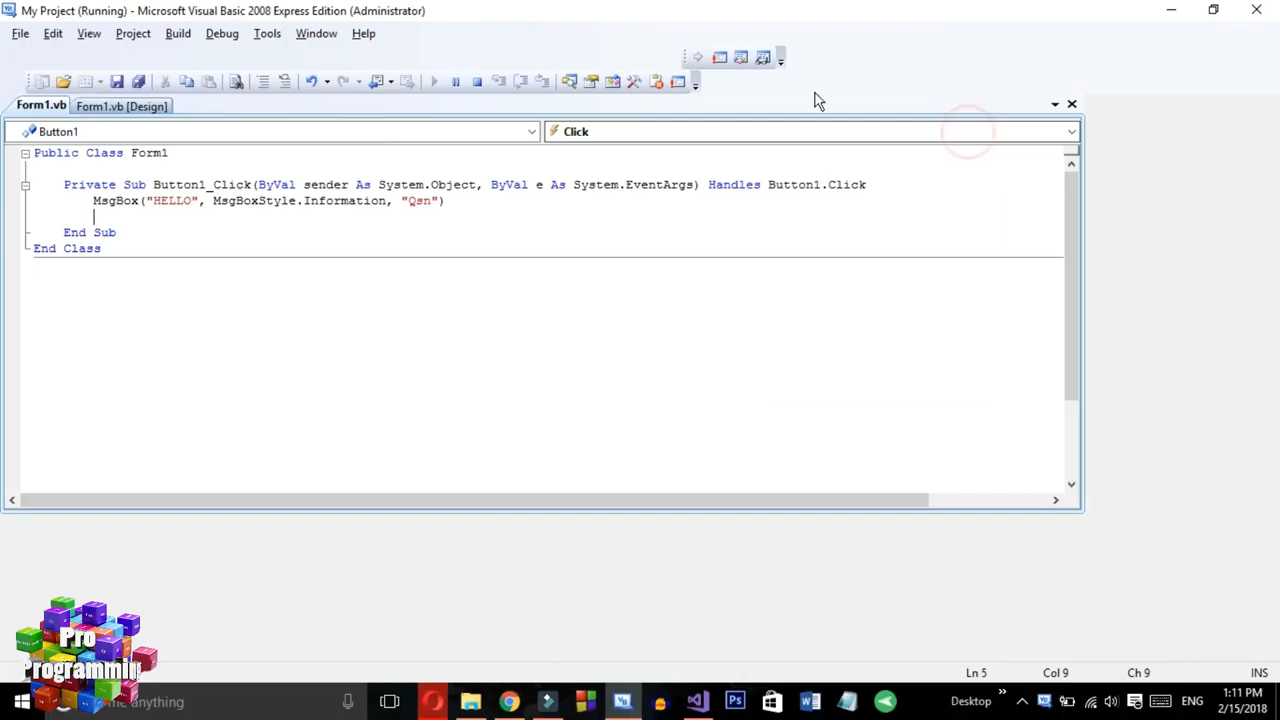 My Project (Running) - Microsoft Visual Basic 2008 Express Edition (Administrator)
File Edit View Project Build Debug Tools Window Help
Form1.vb Form1.vb [Design]
Button1 Click
Public Class Form1
Private Sub Button1_Click(ByVal sender As System.Object, ByVal e As System.EventArgs) Handles Button1.Click
MsgBox("HELLO", MsgBoxStyle.Information, "Qsn")
End Sub
End Class
Pro
Programming
Ln 5 Col 9 Ch 9 INS
me anything
Desktop ENG 1:11 PM
2/15/2018